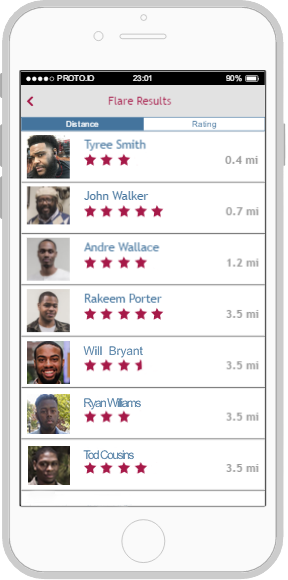 PROTO.IO 23:01 90%
Flare Results
Distance Rating
Tyree Smith
0.4 mi
John Walker
0.7 mi
Andre Wallace
1.2 mi
Rakeem Porter
3.5 mi
Will Bryant
3.5 mi
Ryan Williams
3.5 mi
Tod Cousins
3.5 mi